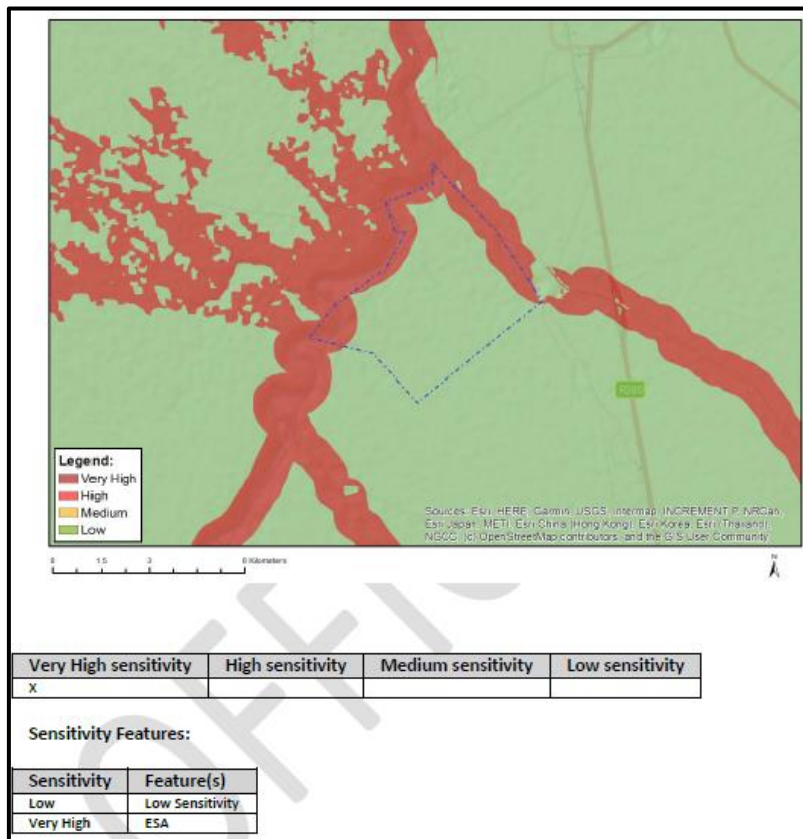 Legend:
Very High
High
Medium
Low
Sources: Esri, HERE, Garmin, USGS, Intermap, INCREMENT P, NRCan,
Esri Japan, METI, Esri China (Hong Kong), Esri Korea, Esri (Thailand),
NGCC, (c) OpenStreetMap contributors, and the GIS User Community
0 1.5 3 6 Kilometers
N
Very High sensitivity High sensitivity Medium sensitivity Low sensitivity
X
Sensitivity Features:
Sensitivity Feature(s)
Low Low Sensitivity
Very High ESA
OFFI